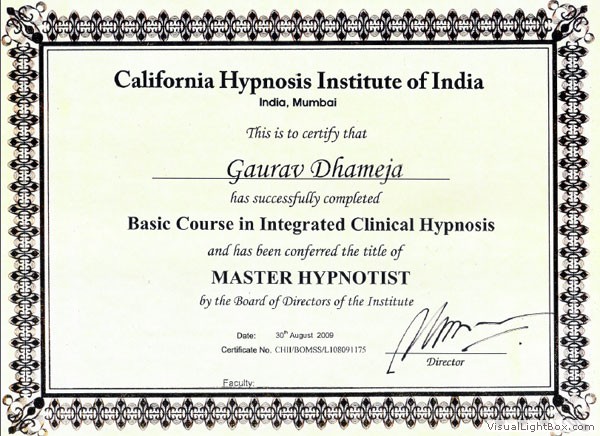 California Hypnosis Institute of India
India, Mumbai
This is to certify that
Gaurav Dhameja
has successfully completed
Basic Course in Integrated Clinical Hypnosis
and has been conferred the title of
MASTER HYPNOTIST
by the Board of Directors of the Institute
Date: 30th August 2009
Certificate No. CHII/BOMSS/L108091175
Director
Faculty:
VisualLightBox.com